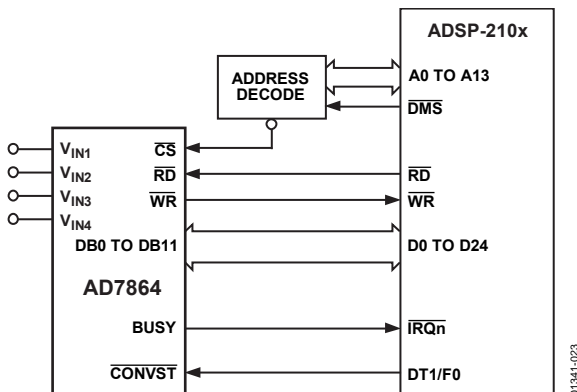 ADSP-210x
ADDRESS
DECODE
A0 TO A13
DMS
VIN1
CS
VIN2
RD
RD
VIN3
WR
WR
VIN4
DB0 TO DB11
D0 TO D24
AD7864
BUSY
IRQn
CONVST
DT1/F0
01341-023